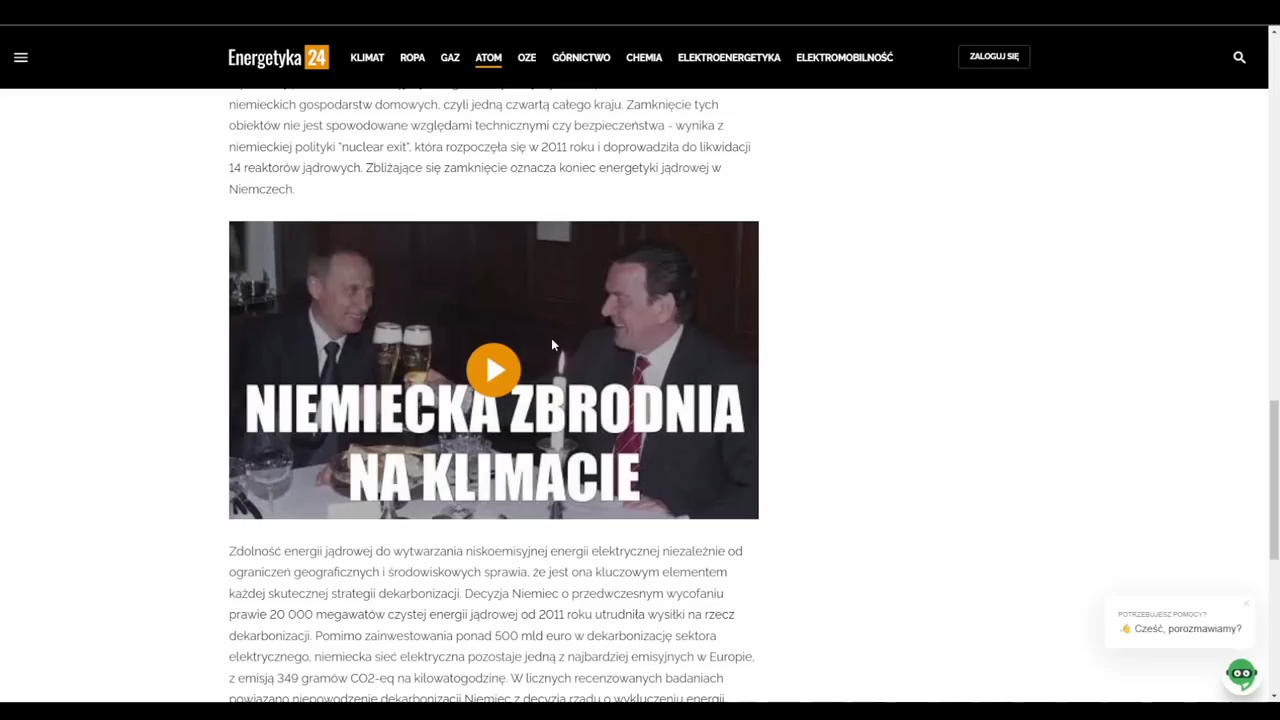 Energetyka 24 KLIMAT ROPA GAZ ATOM OZE GÓRNICTWO CHEMIA ELEKTROENERGETYKA ELEKTROMOBILNOŚĆ ZALOGUJ SIĘ
niemieckich gospodarstw domowych, czyli jedną czwartą całego kraju. Zamknięcie tych
obiektów nie jest spowodowane względami technicznymi czy bezpieczeństwa - wynika z
niemieckiej polityki "nuclear exit", która rozpoczęła się w 2011 roku i doprowadziła do likwidacji
14 reaktorów jądrowych. Zbliżające się zamknięcie oznacza koniec energetyki jądrowej w
Niemczech.
NIEMIECKA ZBRODNIA
NA KLIMACIE
Zdolność energii jądrowej do wytwarzania niskoemisyjnej energii elektrycznej niezależnie od
ograniczeń geograficznych i środowiskowych sprawia, że jest ona kluczowym elementem
każdej skutecznej strategii dekarbonizacji. Decyzja Niemiec o przedwczesnym wycofaniu
prawie 20 000 megawatów czystej energii jądrowej od 2011 roku utrudniła wysiłki na rzecz
dekarbonizacji. Pomimo zainwestowania ponad 500 mld euro w dekarbonizację sektora
elektrycznego, niemiecka sieć elektryczna pozostaje jedną z najbardziej emisyjnych w Europie,
z emisją 349 gramów CO2-eq na kilowatogodzinę. W licznych recenzowanych badaniach
powiązano niepowodzenie dekarbonizacji Niemiec z decyzją rządu o wykluczeniu energii
POTRZEBUJESZ POMOCY?
Cześć, porozmawiamy?